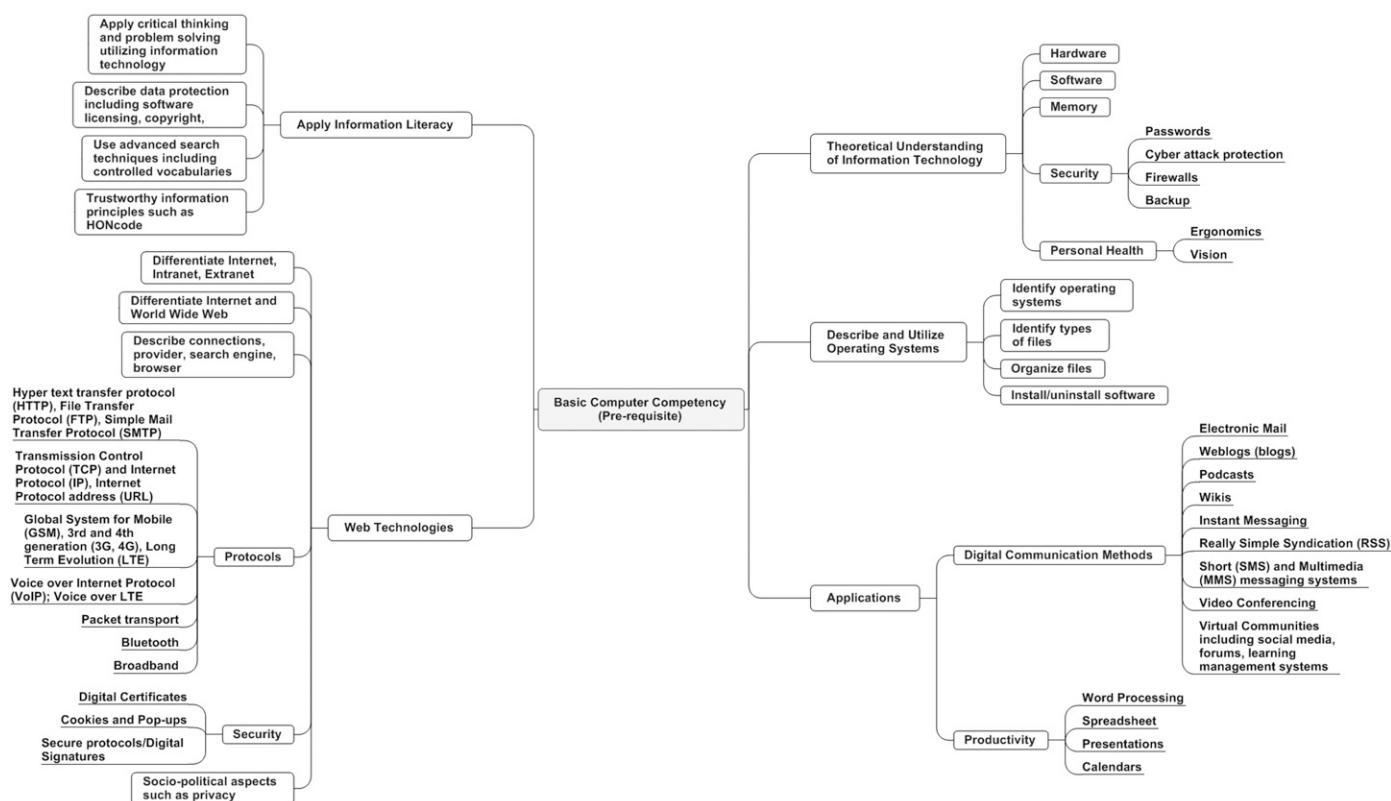 Apply critical thinking
and problem solving
utilizing information
technology
Describe data protection
including software
licensing, copyright,
Use advanced search
techniques including
controlled vocabularies
Trustworthy information
principles such as
HONcode
Apply Information Literacy
Differentiate Internet,
Intranet, Extranet
Differentiate Internet and
World Wide Web
Describe connections,
provider, search engine,
browser
Hyper text transfer protocol
(HTTP), File Transfer
Protocol (FTP), Simple Mail
Transfer Protocol (SMTP)
Transmission Control
Protocol (TCP) and Internet
Protocol (IP), Internet
Protocol address (URL)
Global System for Mobile
(GSM), 3rd and 4th
generation (3G, 4G), Long
Term Evolution (LTE)
Voice over Internet Protocol
(VoIP); Voice over LTE
Packet transport
Bluetooth
Broadband
Protocols
Digital Certificates
Cookies and Pop-ups
Secure protocols/Digital
Signatures
Security
Socio-political aspects
such as privacy
Web Technologies
Basic Computer Competency
(Pre-requisite)
Theoretical Understanding
of Information Technology
Hardware
Software
Memory
Security
Passwords
Cyber attack protection
Firewalls
Backup
Personal Health
Ergonomics
Vision
Describe and Utilize
Operating Systems
Identify operating
systems
Identify types
of files
Organize files
Install/uninstall software
Applications
Digital Communication Methods
Electronic Mail
Weblogs (blogs)
Podcasts
Wikis
Instant Messaging
Really Simple Syndication (RSS)
Short (SMS) and Multimedia
(MMS) messaging systems
Video Conferencing
Virtual Communities
including social media,
forums, learning
management systems
Productivity
Word Processing
Spreadsheet
Presentations
Calendars